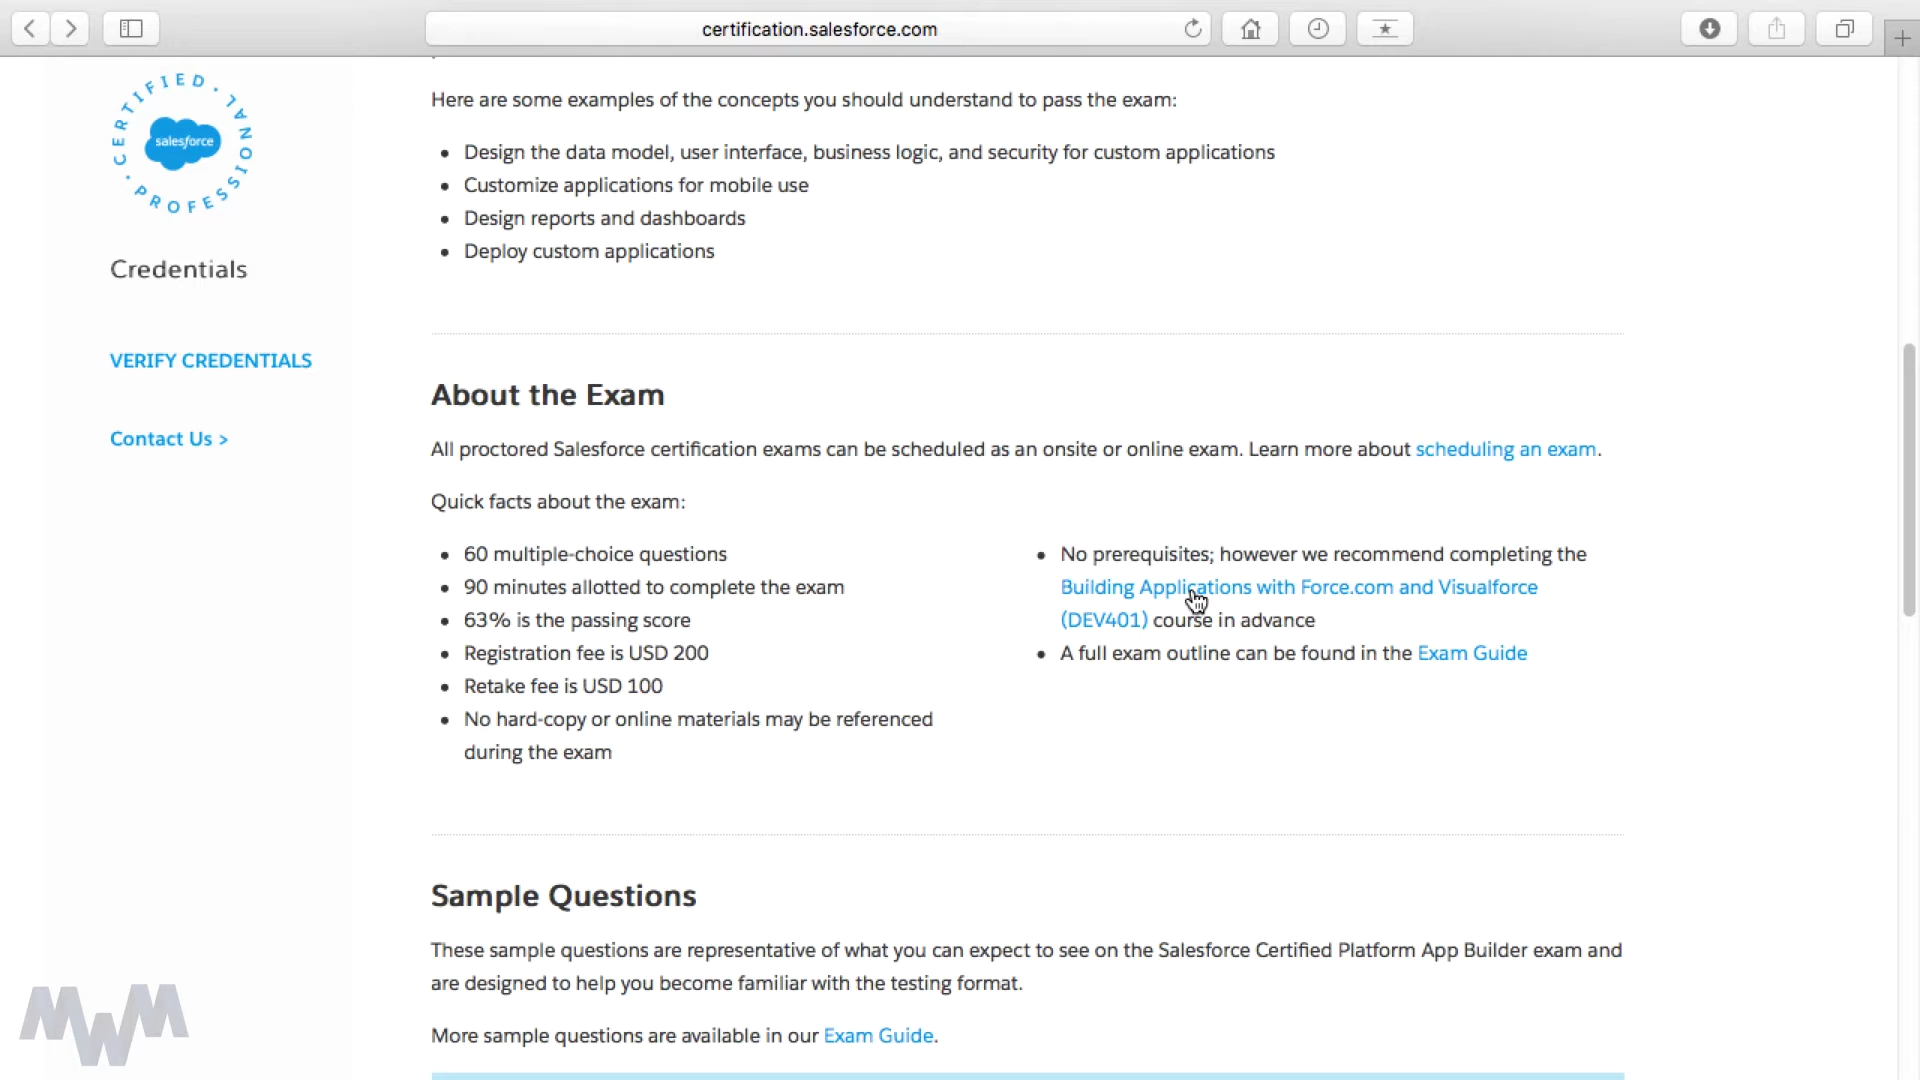 certification.salesforce.com
CERTIFIED · PROFESSIONAL ·
salesforce
Credentials
VERIFY CREDENTIALS
Contact Us >
Here are some examples of the concepts you should understand to pass the exam:
• Design the data model, user interface, business logic, and security for custom applications
• Customize applications for mobile use
• Design reports and dashboards
• Deploy custom applications
About the Exam
All proctored Salesforce certification exams can be scheduled as an onsite or online exam. Learn more about scheduling an exam.
Quick facts about the exam:
• 60 multiple-choice questions
• 90 minutes allotted to complete the exam
• 63% is the passing score
• Registration fee is USD 200
• Retake fee is USD 100
• No hard-copy or online materials may be referenced
during the exam
• No prerequisites; however we recommend completing the
Building Applications with Force.com and Visualforce
(DEV401) course in advance
• A full exam outline can be found in the Exam Guide
Sample Questions
These sample questions are representative of what you can expect to see on the Salesforce Certified Platform App Builder exam and
are designed to help you become familiar with the testing format.
More sample questions are available in our Exam Guide.
MWM